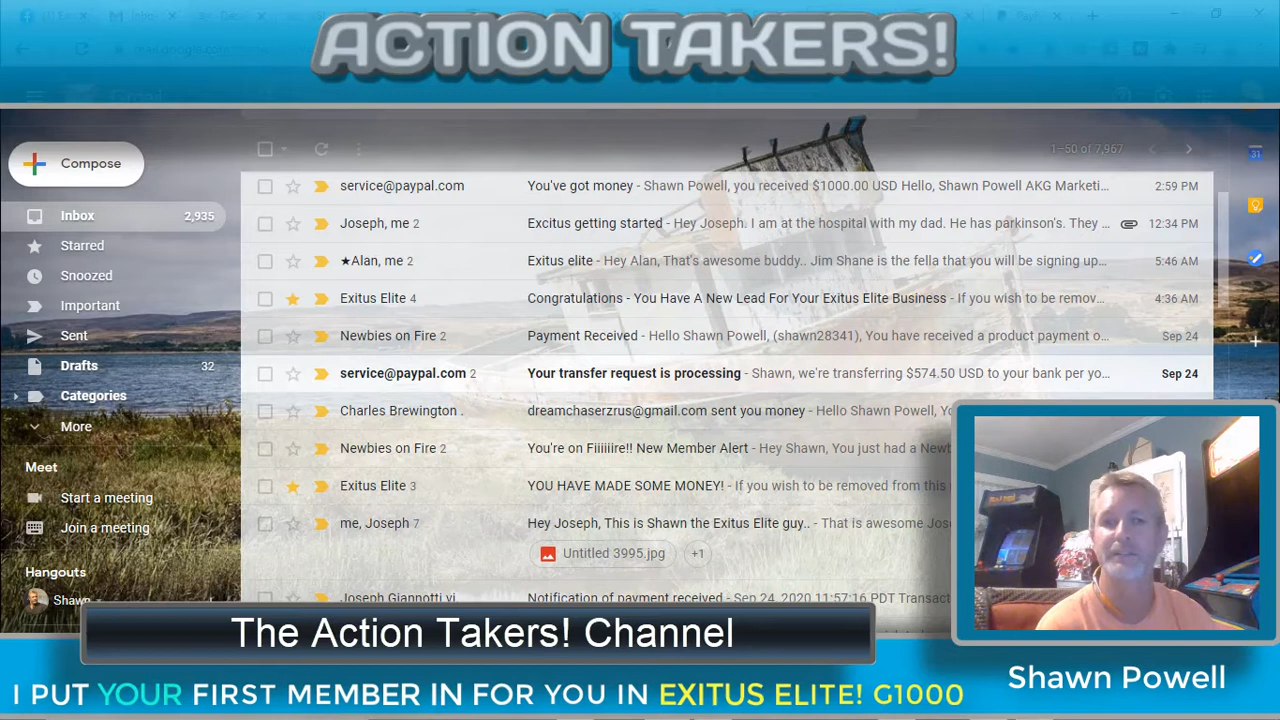 ACTION TAKERS!
Compose
1–50 of 7,967
31
Inbox 2,935
Starred
Snoozed
Important
Sent
Drafts 32
Categories
More
Meet
Start a meeting
Join a meeting
Hangouts
Shawn
service@paypal.com You've got money - Shawn Powell, you received $1000.00 USD Hello, Shawn Powell AKG Marketi... 2:59 PM
Joseph, me 2 Excitus getting started - Hey Joseph. I am at the hospital with my dad. He has parkinson's. They ... 12:34 PM
★Alan, me 2 Exitus elite - Hey Alan, That's awesome buddy.. Jim Shane is the fella that you will be signing up... 5:46 AM
Exitus Elite 4 Congratulations - You Have A New Lead For Your Exitus Elite Business - If you wish to be remov... 4:36 AM
Newbies on Fire 2 Payment Received - Hello Shawn Powell, (shawn28341), You have received a product payment o... Sep 24
service@paypal.com 2 Your transfer request is processing - Shawn, we're transferring $574.50 USD to your bank per yo... Sep 24
Charles Brewington . dreamchaserzrus@gmail.com sent you money - Hello Shawn Powell, Yo
Newbies on Fire 2 You're on Fiiiiiire!! New Member Alert - Hey Shawn, You just had a Newb
Exitus Elite 3 YOU HAVE MADE SOME MONEY! - If you wish to be removed from this
me, Joseph 7 Hey Joseph, This is Shawn the Exitus Elite guy.. - That is awesome Jos
Untitled 3995.jpg +1
Joseph Giannotti vi. Notification of payment received - Sep 24, 2020 11:57:16 PDT Transac
The Action Takers! Channel
Shawn Powell
I PUT YOUR FIRST MEMBER IN FOR YOU IN EXITUS ELITE! G1000